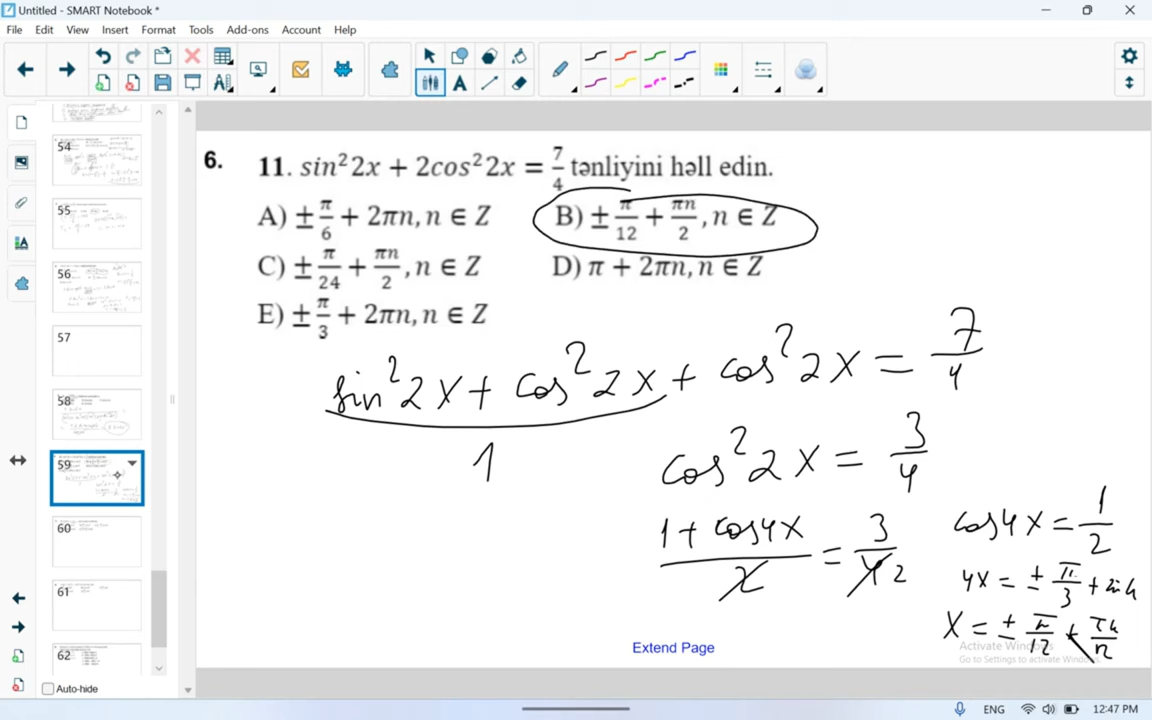 Untitled - SMART Notebook *
File Edit View Insert Format Tools Add-ons Account Help
6. 11. sin²2x + 2cos²2x = 7/4 tənliyini həll edin.
A) ± π/6 + 2πn, n ∈ Z B) ± π/12 + πn/2, n ∈ Z
C) ± π/24 + πn/2, n ∈ Z D) π + 2πn, n ∈ Z
E) ± π/3 + 2πn, n ∈ Z
sin²2x + cos²2x + cos²2x = 7/4
1
cos²2x = 3/4
(1 + cos4x)/2 = 3/4 2
cos4x = 1/2
4x = ± π/3 + 2πn
x = ± π/12 + πn/2
54
55
56
57
58
59
60
61
62
Extend Page
Activate Windows
Go to Settings to activate Windows.
Auto-hide
ENG 12:47 PM